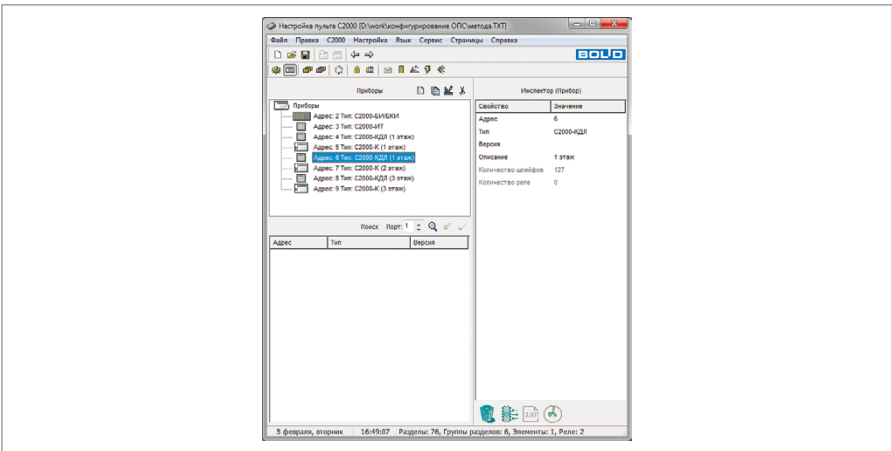 Настройка пульта C2000 [D:\work\конфигурирование ОПС\метода.TXT]
Файл Правка C2000 Настройка Язык Сервис Страницы Справка
BOLID
Приборы
Приборы
Адрес: 2 Тип: С2000-БИ/БКИ
Адрес: 3 Тип: С2000-ИТ
Адрес: 4 Тип: С2000-КДЛ (1 этаж)
Адрес: 5 Тип: С2000-К (1 этаж)
Адрес: 6 Тип: С2000-КДЛ (1 этаж)
Адрес: 7 Тип: С2000-К (2 этаж)
Адрес: 8 Тип: С2000-КДЛ (3 этаж)
Адрес: 9 Тип: С2000-К (3 этаж)
Поиск Порт: 1
Адрес Тип Версия
Инспектор (Прибор)
Свойство Значение
Адрес 6
Тип С2000-КДЛ
Версия
Описание 1 этаж
Количество шлейфов 127
Количество реле 0
2.07
5 февраля, вторник 16:49:07 Разделы: 76, Группы разделов: 6, Элементы: 1, Реле: 2